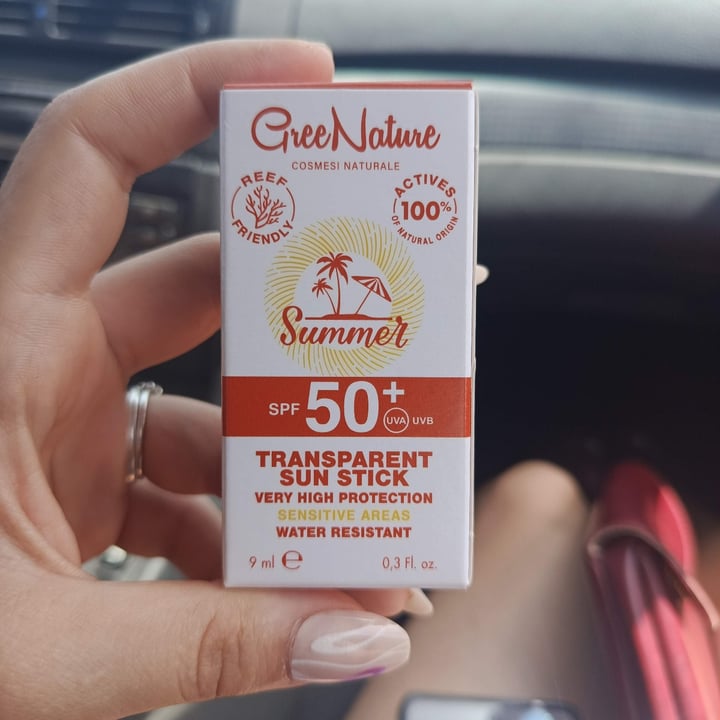 GreeNature
COSMESI NATURALE
REEF FRIENDLY
ACTIVES
100%
OF NATURAL ORIGIN
Summer
SPF 50+ UVA UVB
TRANSPARENT
SUN STICK
VERY HIGH PROTECTION
SENSITIVE AREAS
WATER RESISTANT
9 ml ℮ 0,3 Fl. oz.